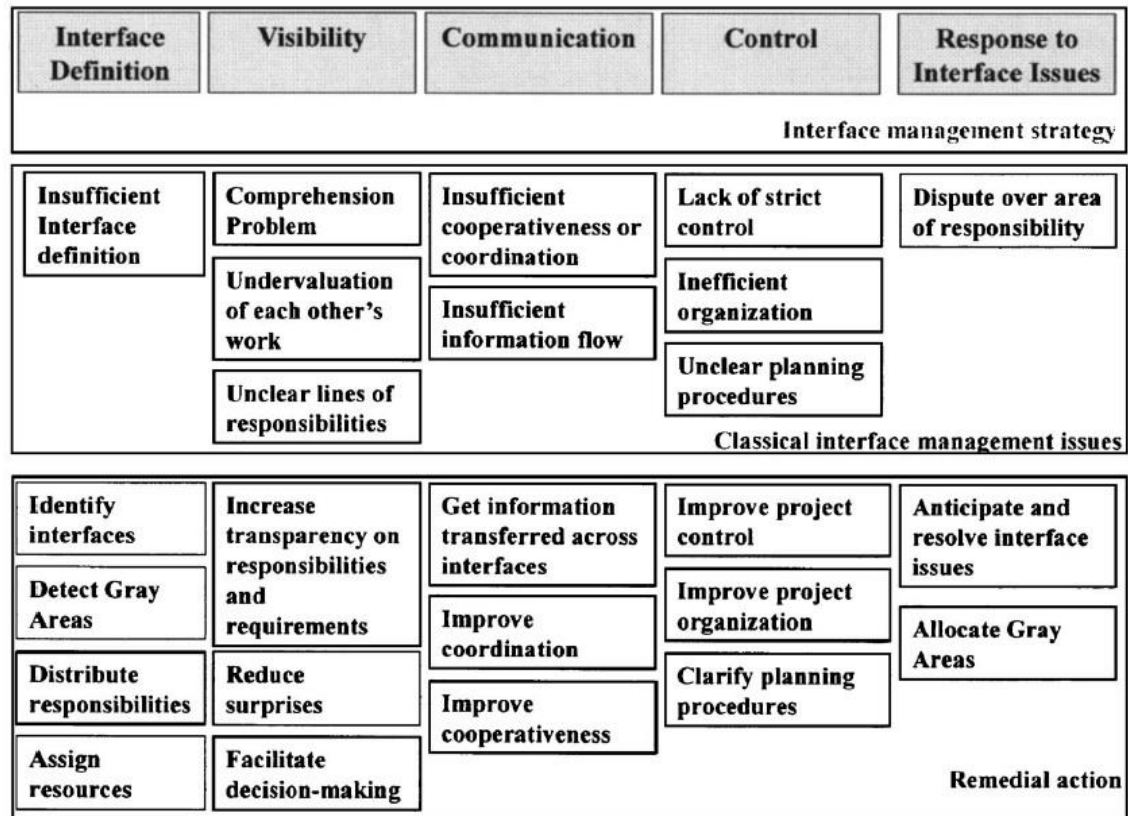 Interface
Definition
Visibility
Communication
Control
Response to
Interface Issues
Interface management strategy
Insufficient
Interface
definition
Comprehension
Problem
Undervaluation
of each other's
work
Unclear lines of
responsibilities
Insufficient
cooperativeness or
coordination
Insufficient
information flow
Lack of strict
control
Inefficient
organization
Unclear planning
procedures
Dispute over area
of responsibility
Classical interface management issues
Identify
interfaces
Detect Gray
Areas
Distribute
responsibilities
Assign
resources
Increase
transparency on
responsibilities
and
requirements
Reduce
surprises
Facilitate
decision-making
Get information
transferred across
interfaces
Improve
coordination
Improve
cooperativeness
Improve project
control
Improve project
organization
Clarify planning
procedures
Anticipate and
resolve interface
issues
Allocate Gray
Areas
Remedial action